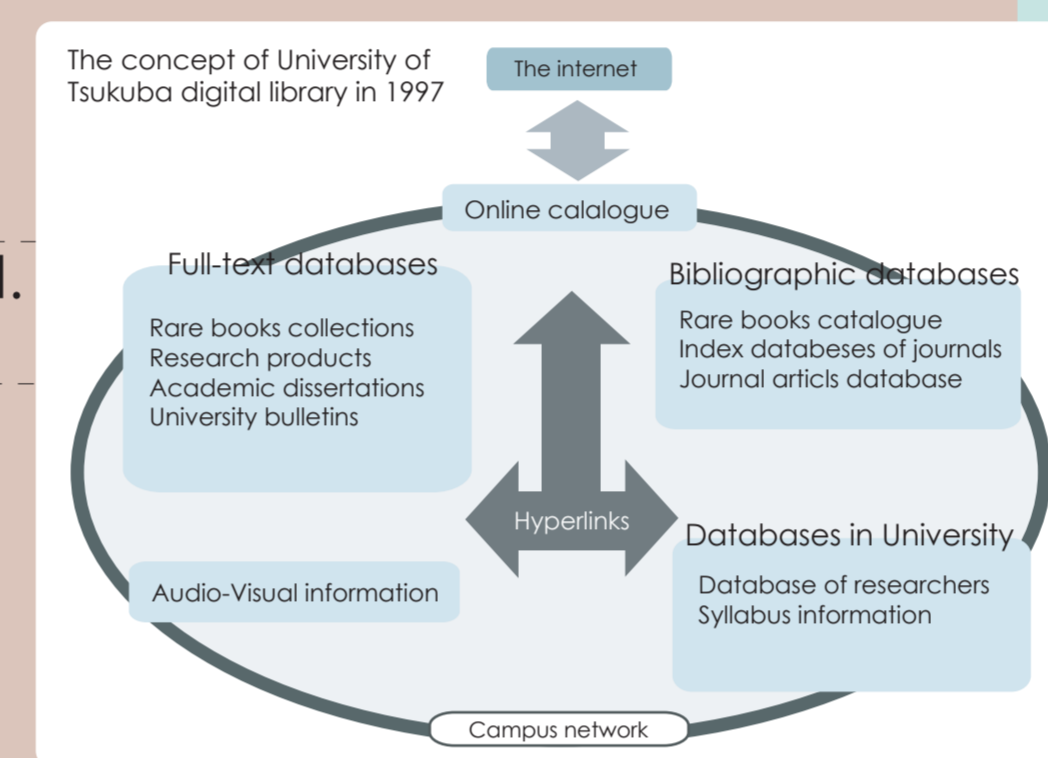 The concept of University of
Tsukuba digital library in 1997
The internet
Online calalogue
Full-text databases
Rare books collections
Research products
Academic dissertations
University bulletins
Bibliographic databases
Rare books catalogue
Index databeses of journals
Journal articls database
Hyperlinks
Audio-Visual information
Databases in University
Database of researchers
Syllabus information
Campus network